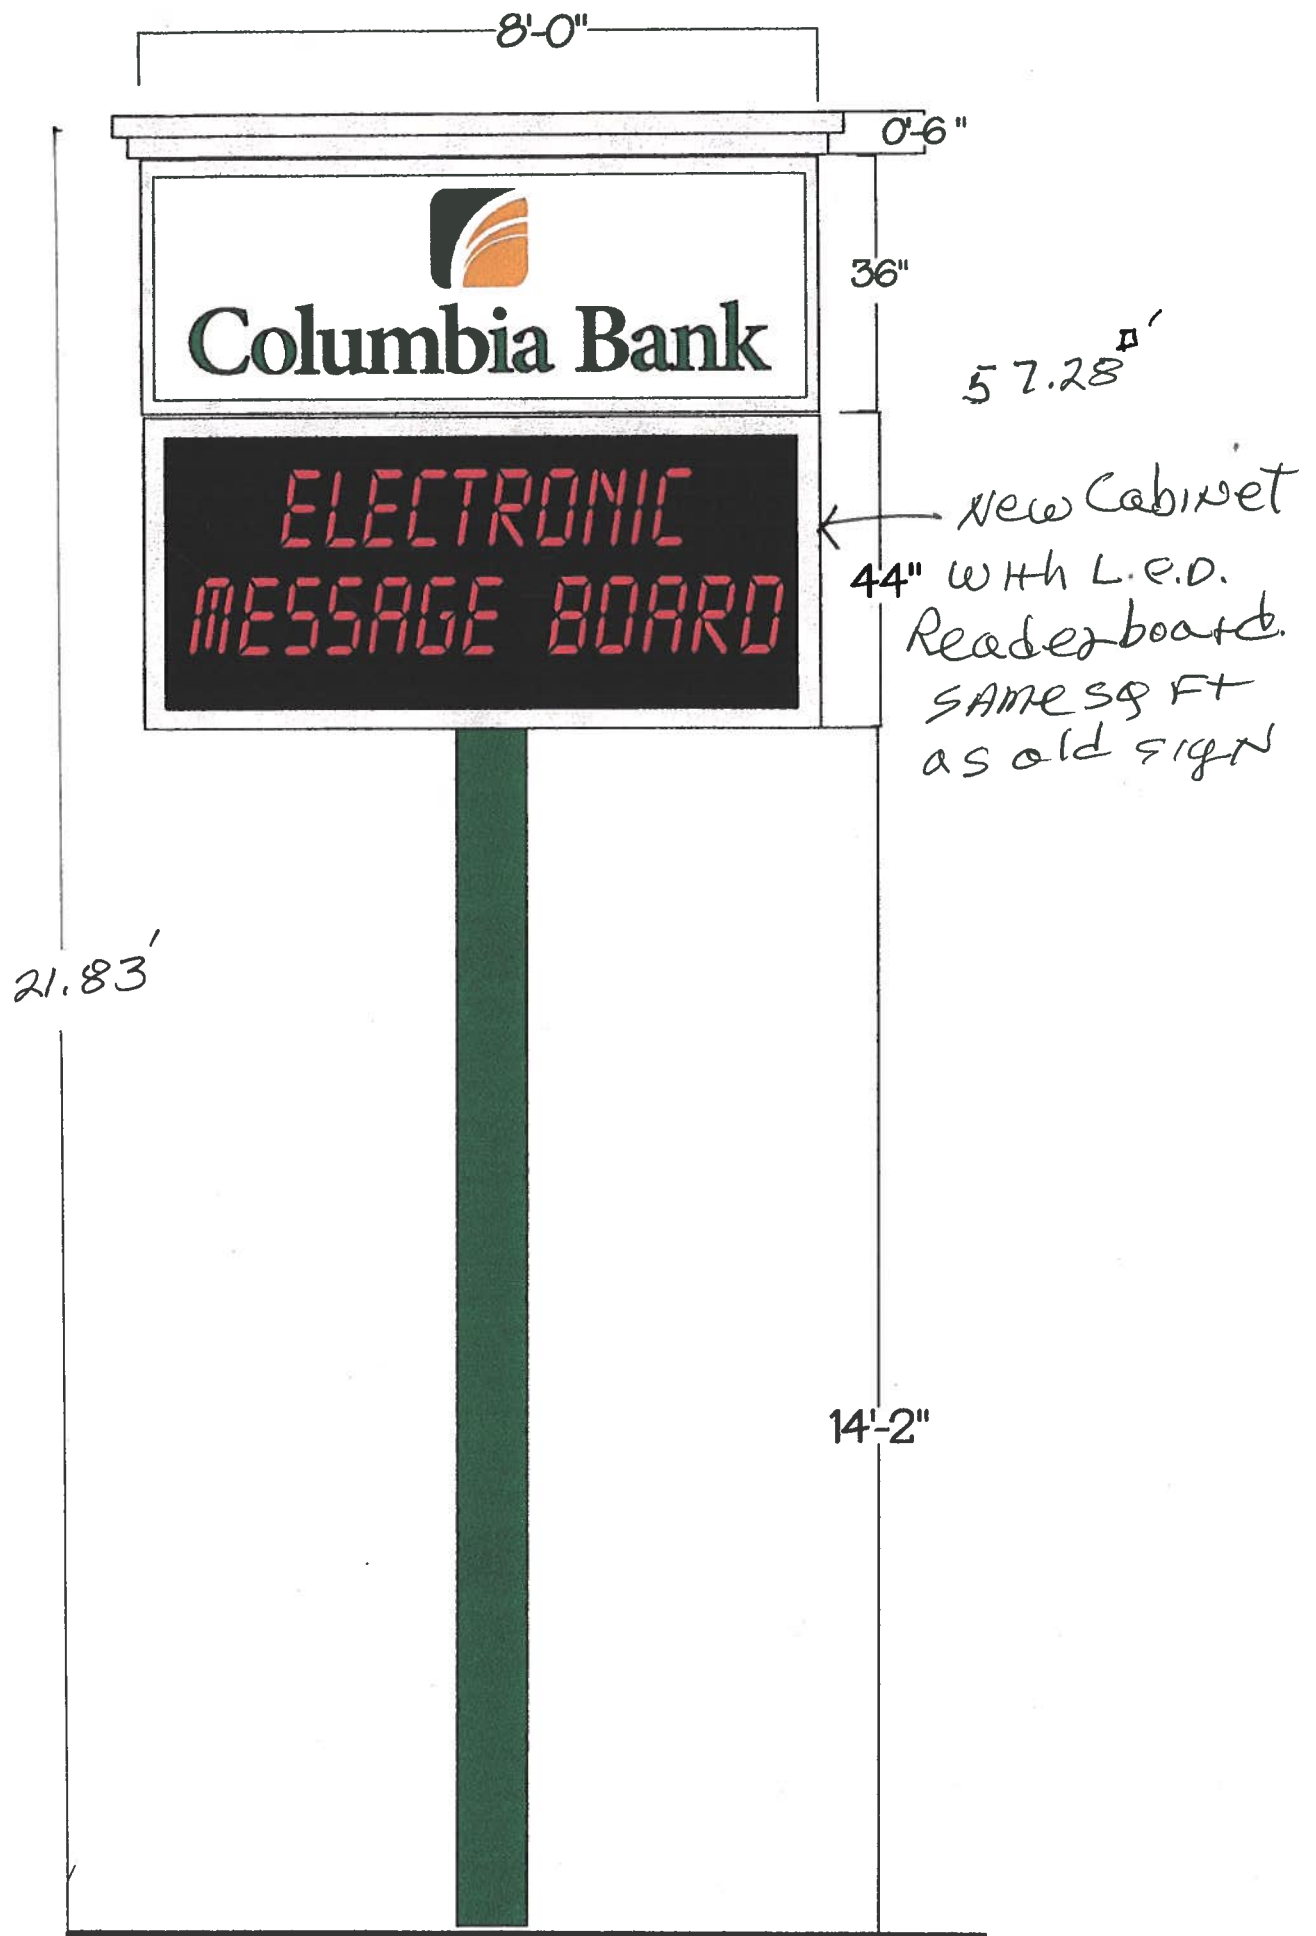 8'-0"
0'-6"
Columbia Bank
36"
57.28□'
ELECTRONIC
MESSAGE BOARD
New Cabinet
44" with L.E.D.
Readerboard.
SAME SQ Ft
as old sign
21.83'
14'-2"